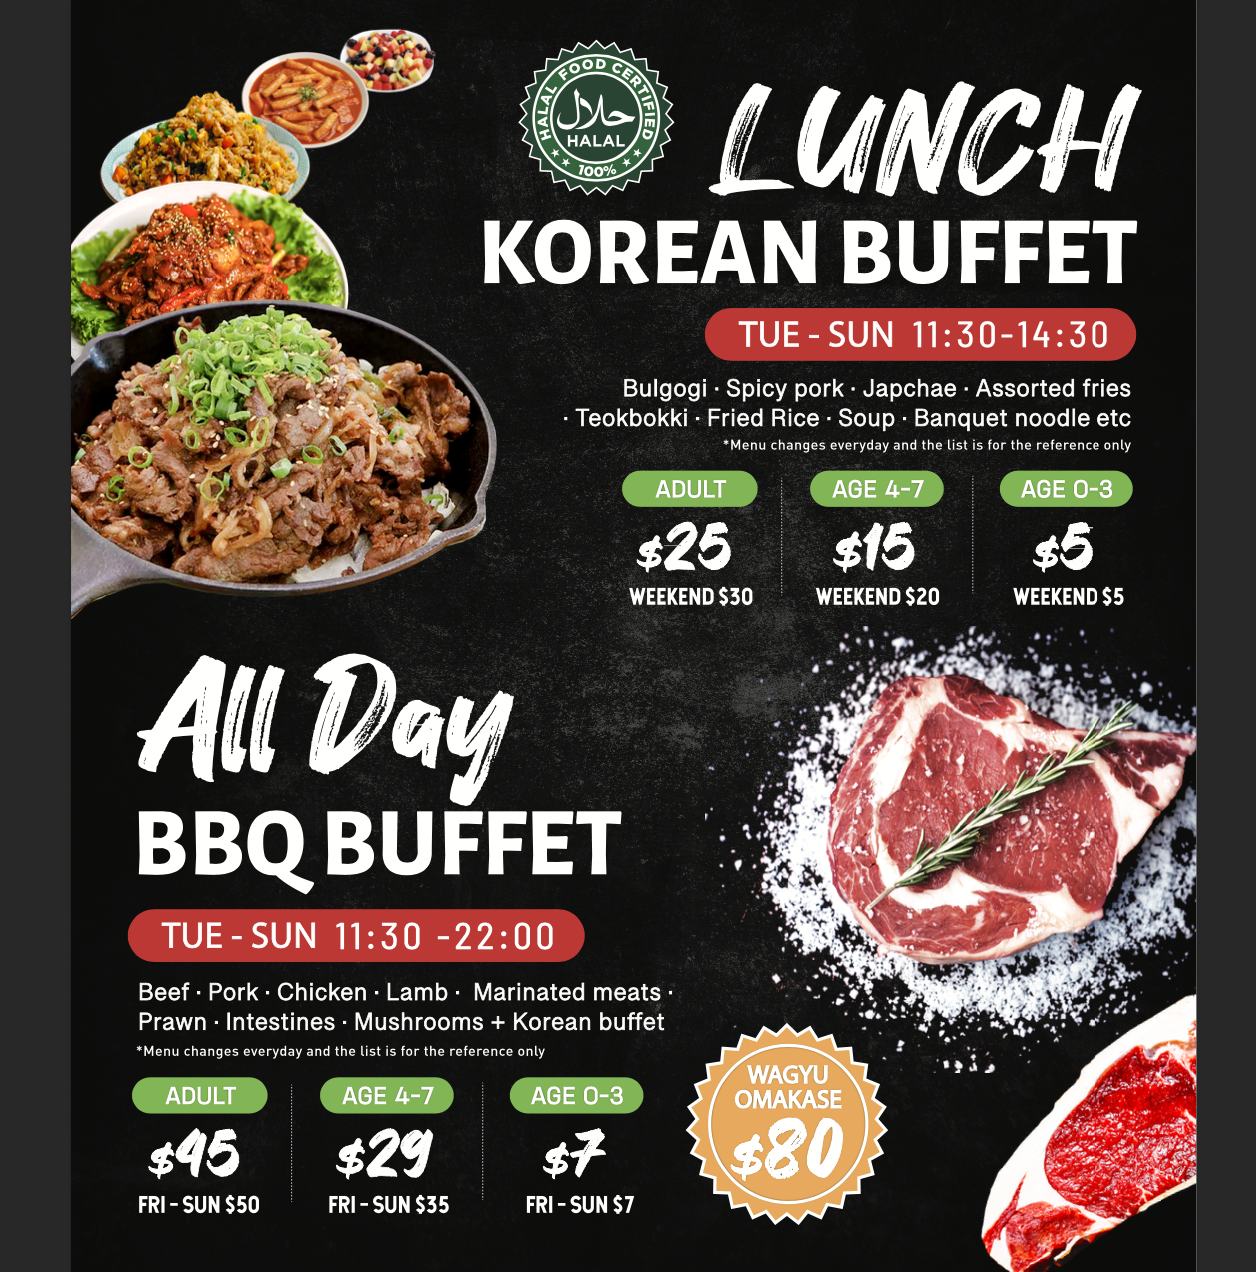 HALAL FOOD CERTIFIED
حلال
HALAL
100%
LUNCH
KOREAN BUFFET
TUE - SUN 11:30-14:30
Bulgogi · Spicy pork · Japchae · Assorted fries
· Teokbokki · Fried Rice · Soup · Banquet noodle etc
*Menu changes everyday and the list is for the reference only
ADULT AGE 4-7 AGE 0-3
$25 $15 $5
WEEKEND $30 WEEKEND $20 WEEKEND $5
All Day
BBQ BUFFET
TUE - SUN 11:30 -22:00
Beef · Pork · Chicken · Lamb · Marinated meats ·
Prawn · Intestines · Mushrooms + Korean buffet
*Menu changes everyday and the list is for the reference only
ADULT AGE 4-7 AGE 0-3
$45 $29 $7
FRI - SUN $50 FRI - SUN $35 FRI - SUN $7
WAGYU
OMAKASE
$80